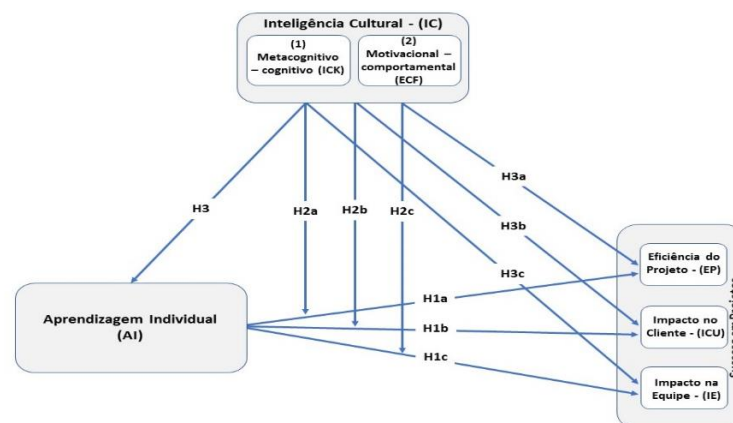 Inteligência Cultural - (IC)
(1)
Metacognitivo
– cognitivo (ICK)
(2)
Motivacional –
comportamental
(ECF)
H3
H2a
H2b
H2c
H3a
H3b
H3c
Aprendizagem Individual
(AI)
H1a
H1b
H1c
Eficiência do
Projeto - (EP)
Impacto no
Cliente - (ICU)
Impacto na
Equipe - (IE)